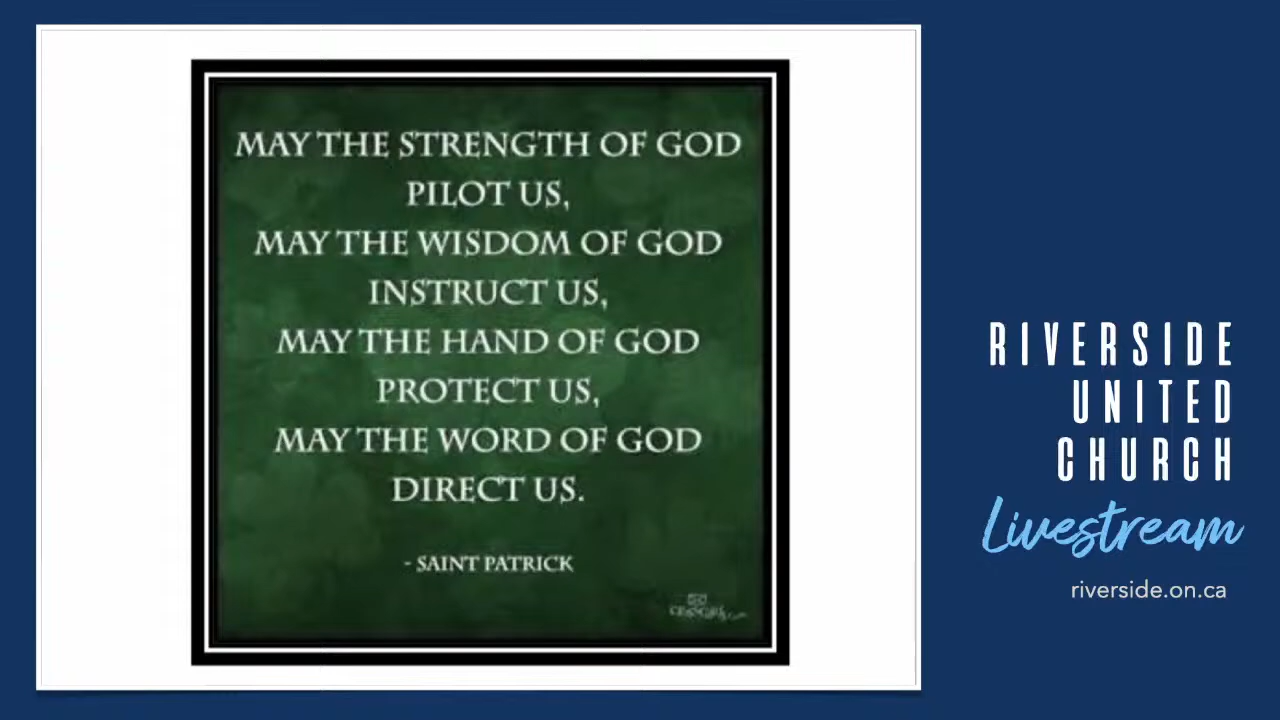 MAY THE STRENGTH OF GOD
PILOT US,
MAY THE WISDOM OF GOD
INSTRUCT US,
MAY THE HAND OF GOD
PROTECT US,
MAY THE WORD OF GOD
DIRECT US.
- SAINT PATRICK
RIVERSIDE
UNITED
CHURCH
Livestream
riverside.on.ca